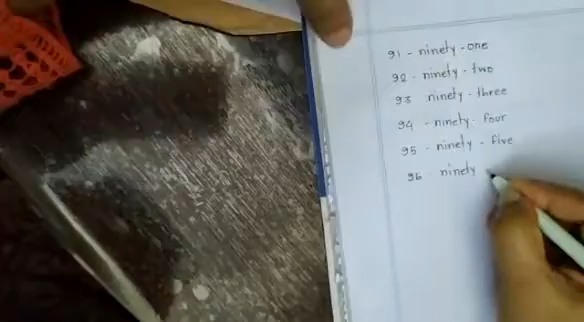 91 - ninety - one
92 - ninety - two
93 ninety - three
94 - ninety - four
95 - ninety - five
96 - ninety